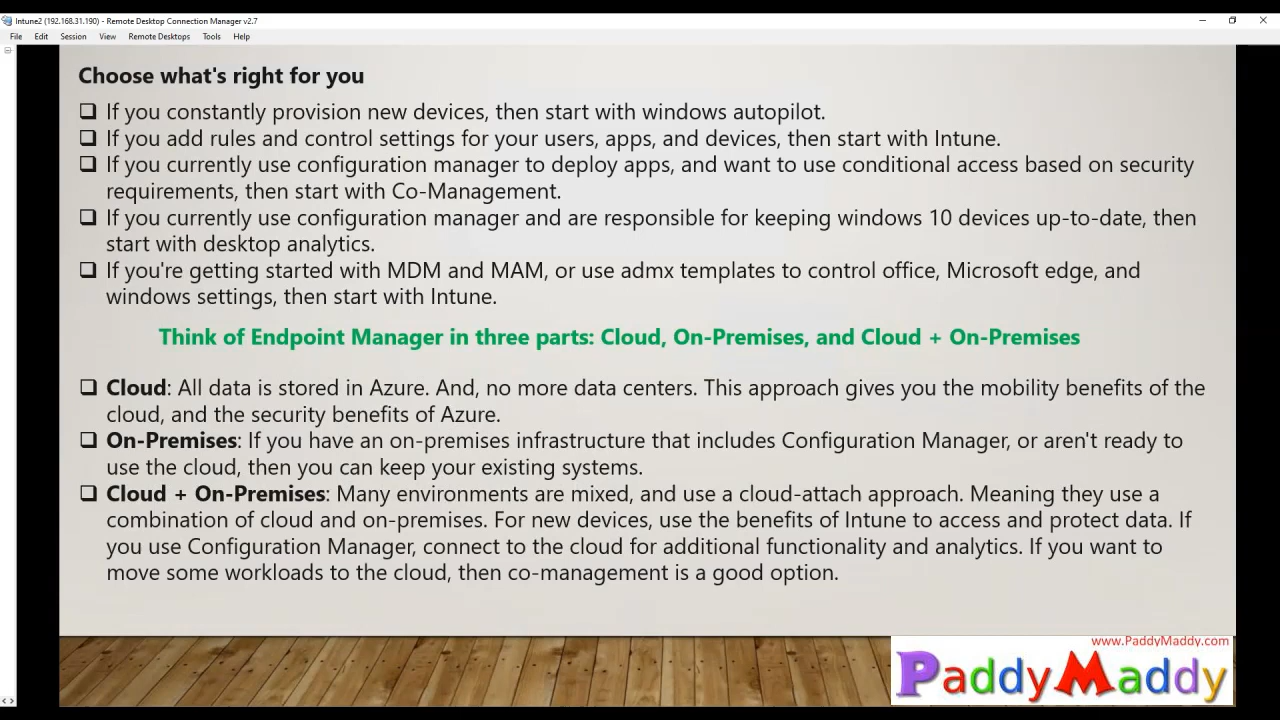 Intune2 (192.168.31.190) - Remote Desktop Connection Manager v2.7
File Edit Session View Remote Desktops Tools Help
Choose what's right for you
❑ If you constantly provision new devices, then start with windows autopilot.
❑ If you add rules and control settings for your users, apps, and devices, then start with Intune.
❑ If you currently use configuration manager to deploy apps, and want to use conditional access based on security
requirements, then start with Co-Management.
❑ If you currently use configuration manager and are responsible for keeping windows 10 devices up-to-date, then
start with desktop analytics.
❑ If you're getting started with MDM and MAM, or use admx templates to control office, Microsoft edge, and
windows settings, then start with Intune.
Think of Endpoint Manager in three parts: Cloud, On-Premises, and Cloud + On-Premises
❑ Cloud: All data is stored in Azure. And, no more data centers. This approach gives you the mobility benefits of the
cloud, and the security benefits of Azure.
❑ On-Premises: If you have an on-premises infrastructure that includes Configuration Manager, or aren't ready to
use the cloud, then you can keep your existing systems.
❑ Cloud + On-Premises: Many environments are mixed, and use a cloud-attach approach. Meaning they use a
combination of cloud and on-premises. For new devices, use the benefits of Intune to access and protect data. If
you use Configuration Manager, connect to the cloud for additional functionality and analytics. If you want to
move some workloads to the cloud, then co-management is a good option.
www.PaddyMaddy.com
PaddyMaddy